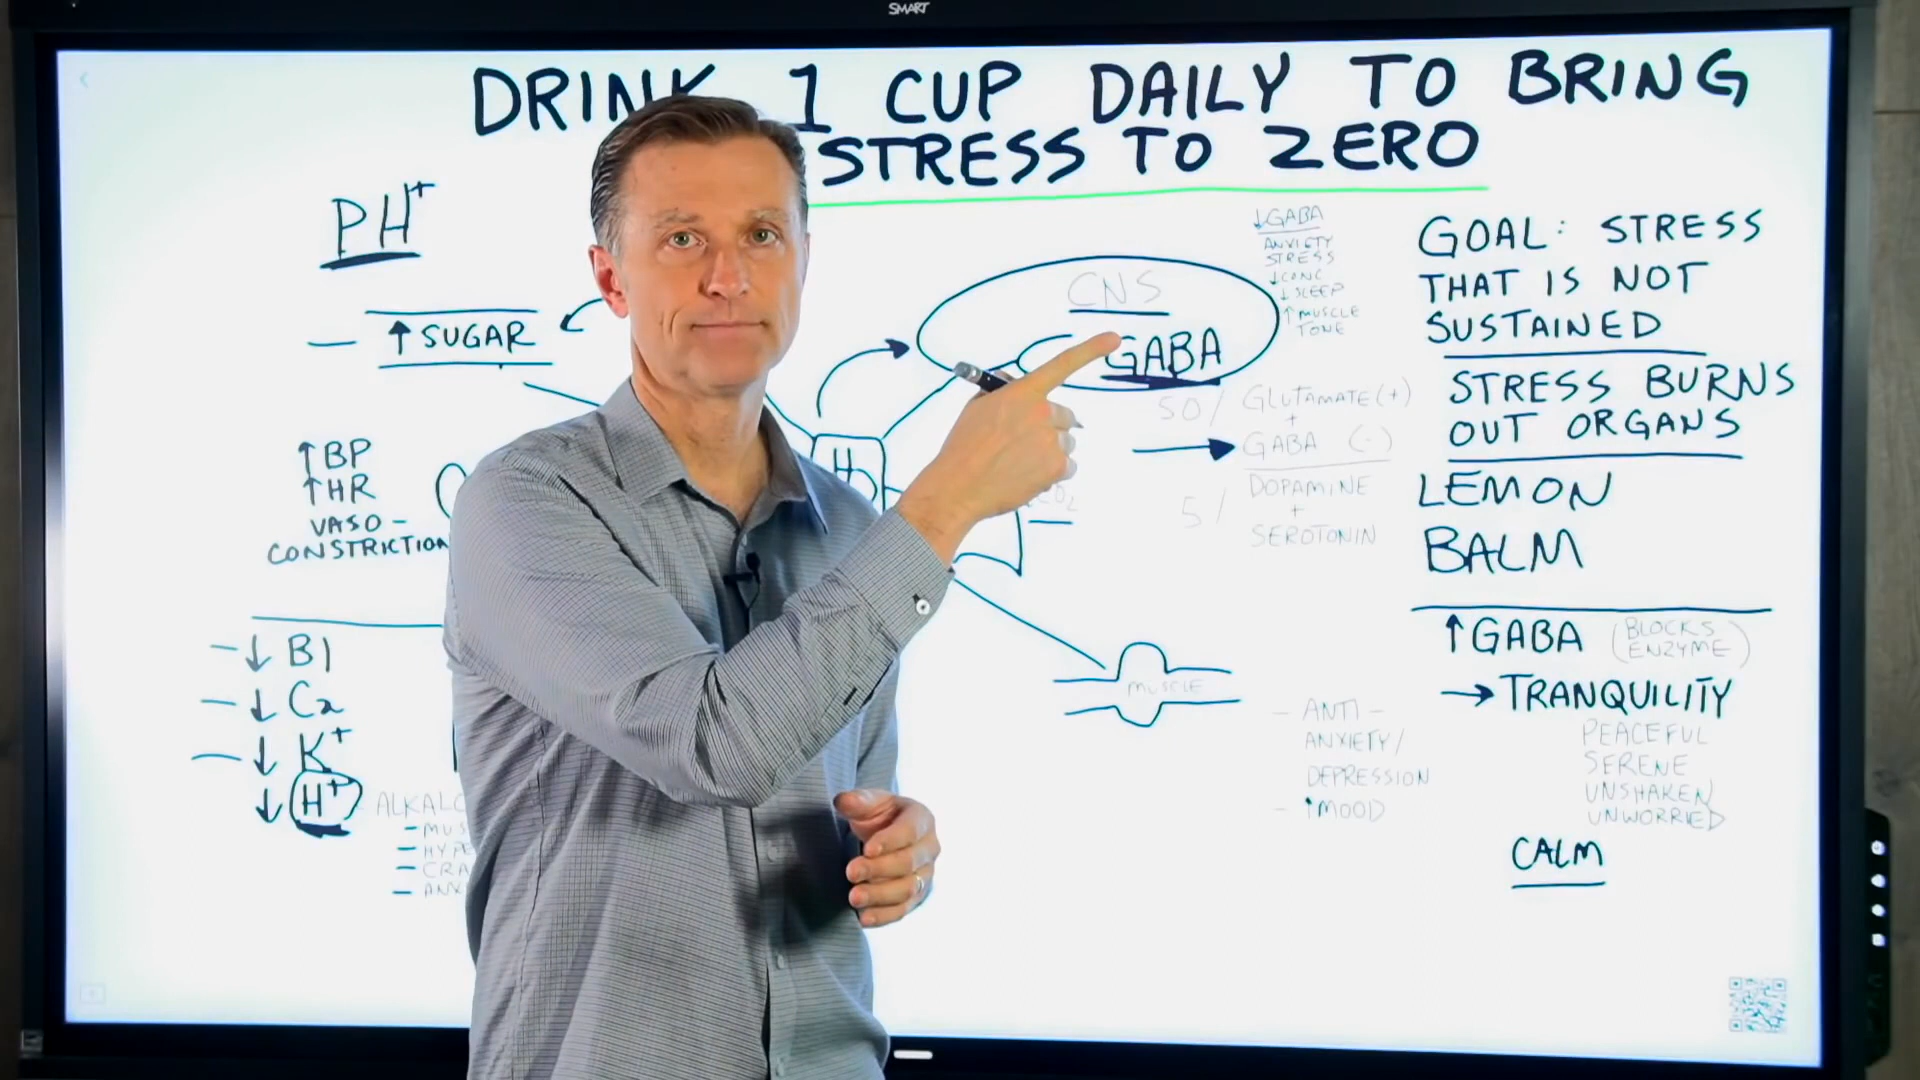 SMART
DRINK 1 CUP DAILY TO BRING
STRESS TO ZERO
PH+
↑ SUGAR
↑BP
↑HR
VASO-
CONSTRICTION
↓ B1
↓ Ca
↓ K+
↓ H+
CNS
GABA
↓GABA
ANXIETY
STRESS
↓CONC
↓SLEEP
↑MUSCLE
TONE
50/ GLUTAMATE (+)
+
GABA (-)
5/ DOPAMINE
+
SEROTONIN
MUSCLE
- ANTI-
ANXIETY/
DEPRESSION
- ↑MOOD
GOAL: STRESS
THAT IS NOT
SUSTAINED
STRESS BURNS
OUT ORGANS
LEMON
BALM
↑GABA (BLOCKS
ENZYME)
→ TRANQUILITY
PEACEFUL
SERENE
UNSHAKEN
UNWORRIED
CALM